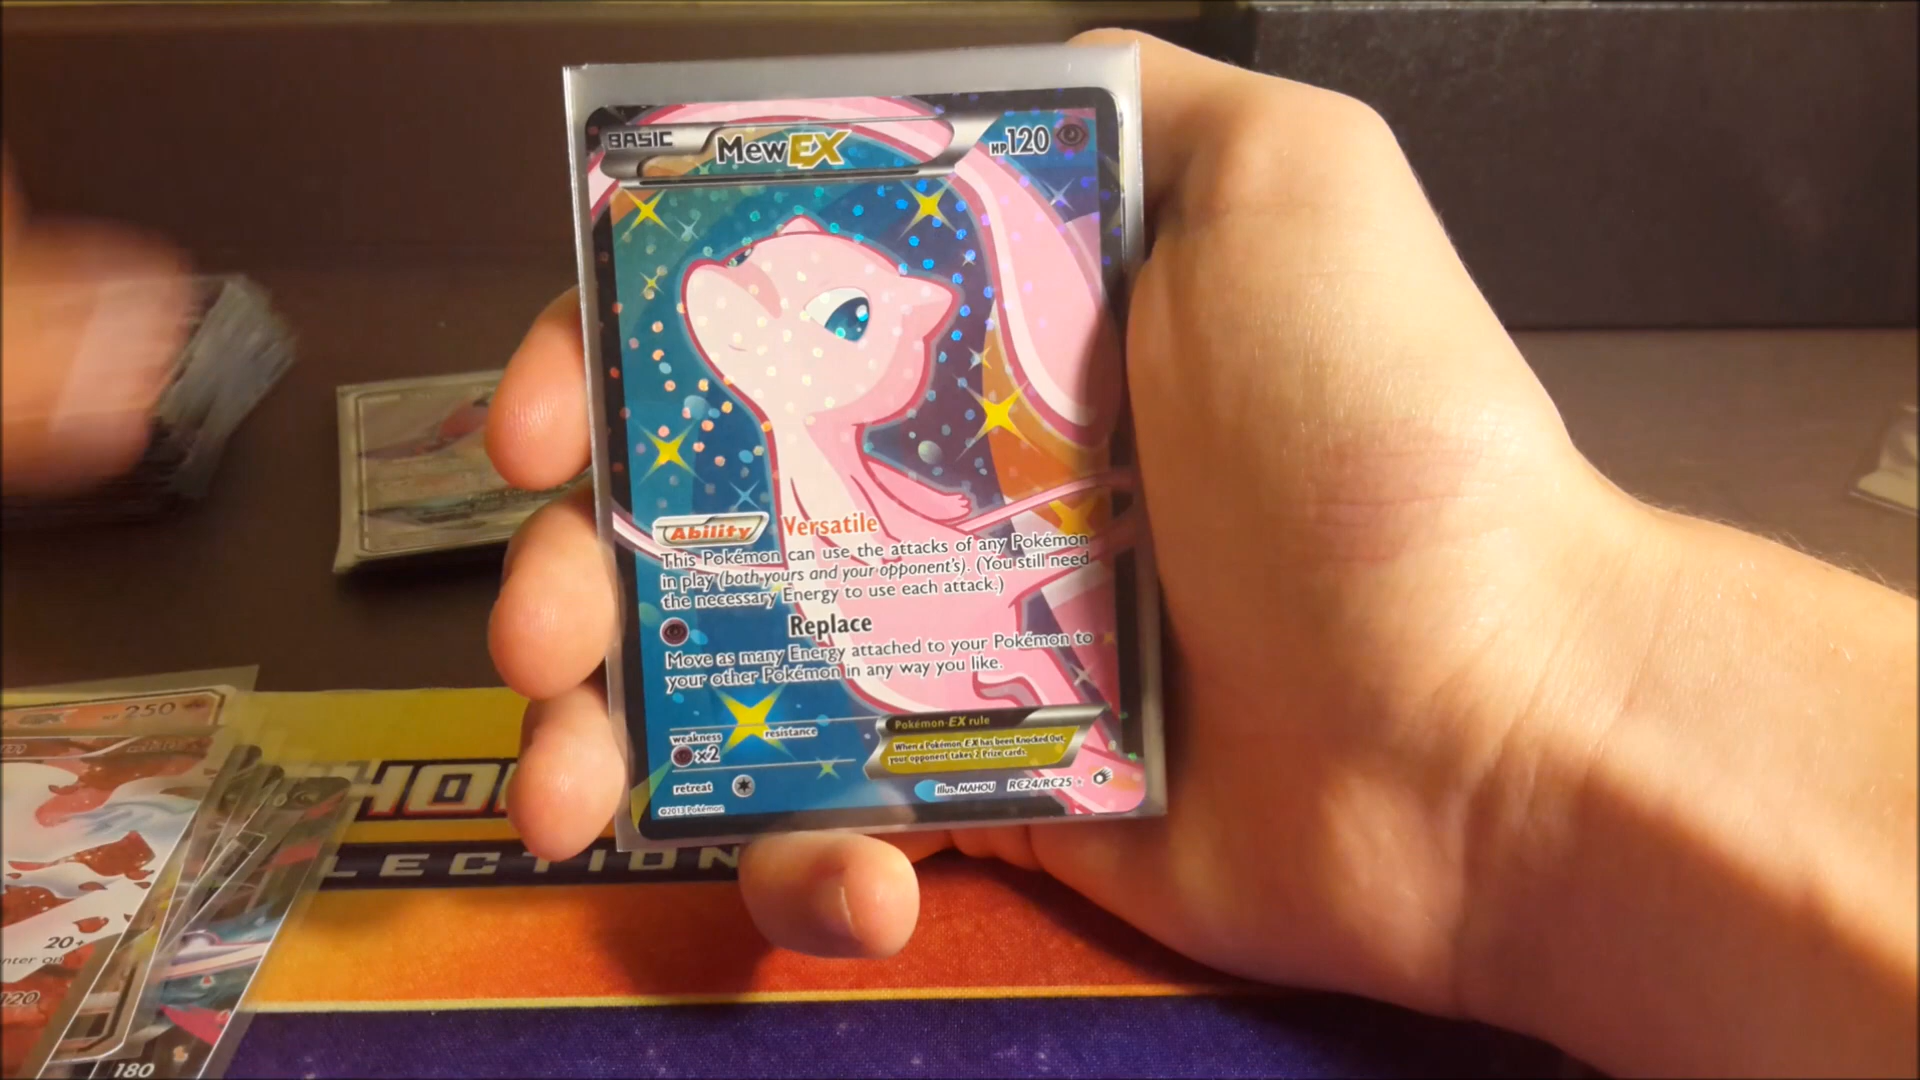 BASIC
MewEX
HP120
Ability Versatile
This Pokémon can use the attacks of any Pokémon
in play (both yours and your opponent's). (You still need
the necessary Energy to use each attack.)
Replace
Move as many Energy attached to your Pokémon to
your other Pokémon in any way you like.
weakness
resistance
x2
retreat
Pokémon-EX rule
When a Pokémon-EX has been Knocked Out,
your opponent takes 2 Prize cards.
Illus. MAHOU RC24/RC25
©2013 Pokémon
250
20+
120
180